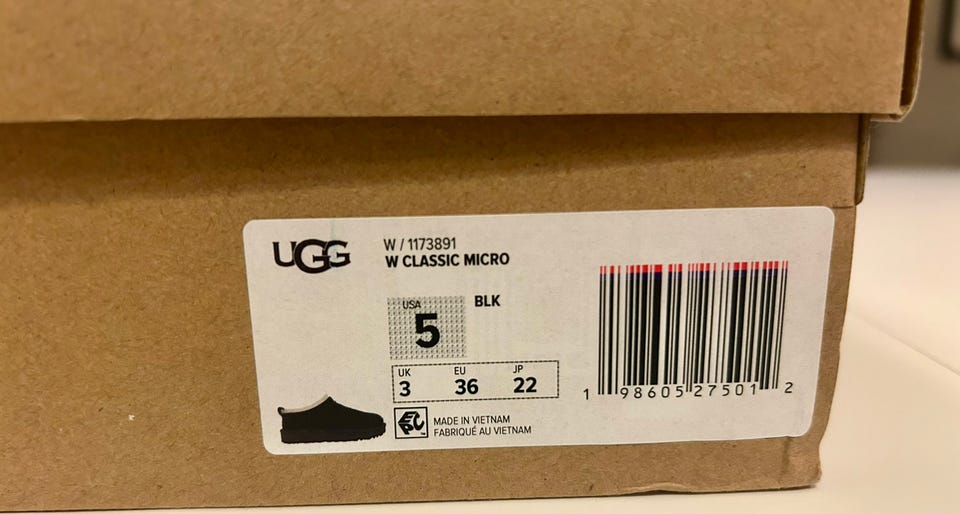 UGG
W / 1173891
W CLASSIC MICRO
USA
5
BLK
UK EU JP
3 36 22
EPC
MADE IN VIETNAM
FABRIQUÉ AU VIETNAM
1 98605 27501 2